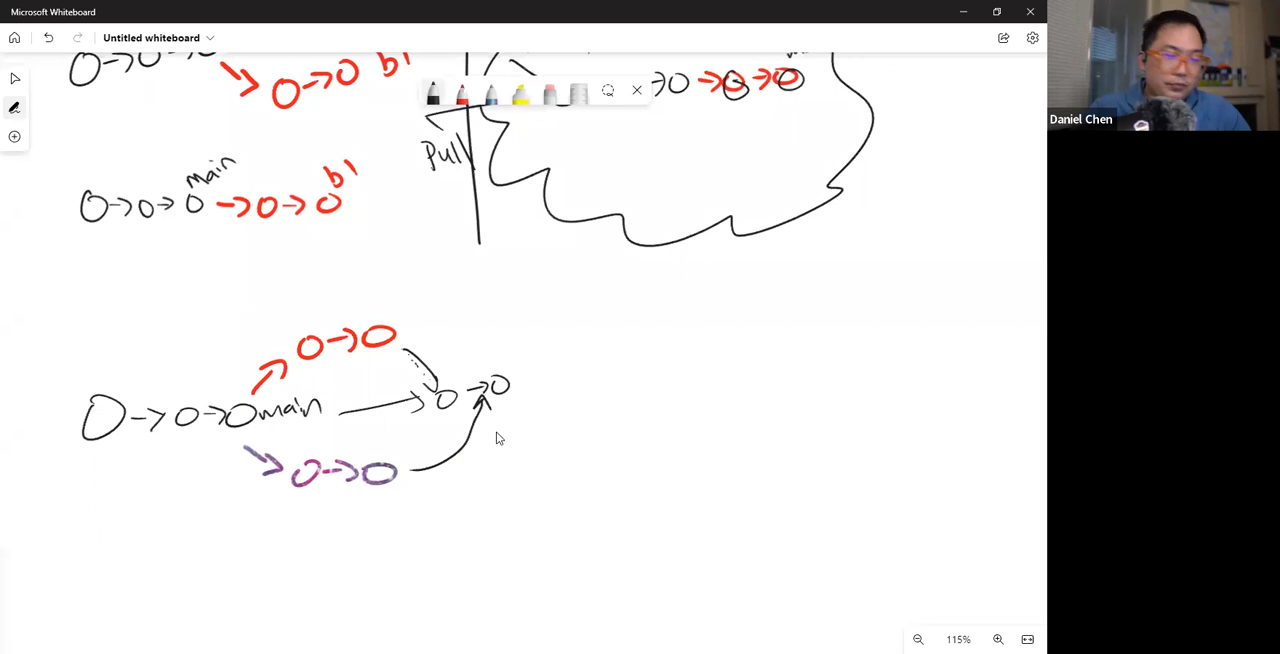 Microsoft Whiteboard
Untitled whiteboard
b1
Daniel Chen
Pull
main
b1
main
115%